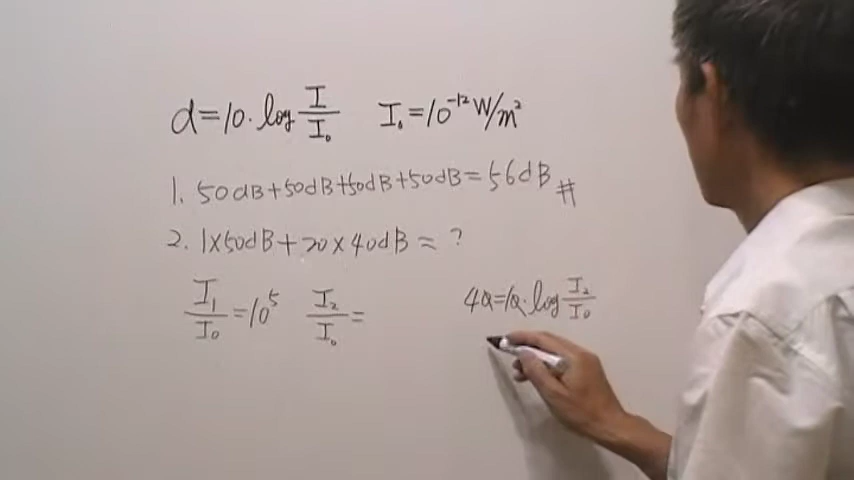 d=10·log I/I₀ I₀=10⁻¹² W/m²
1. 50dB+50dB+50dB+50dB=56dB #
2. 1×50dB+20×40dB≈?
I₁/I₀=10⁵ I₂/I₀= 40=10·log I₂/I₀